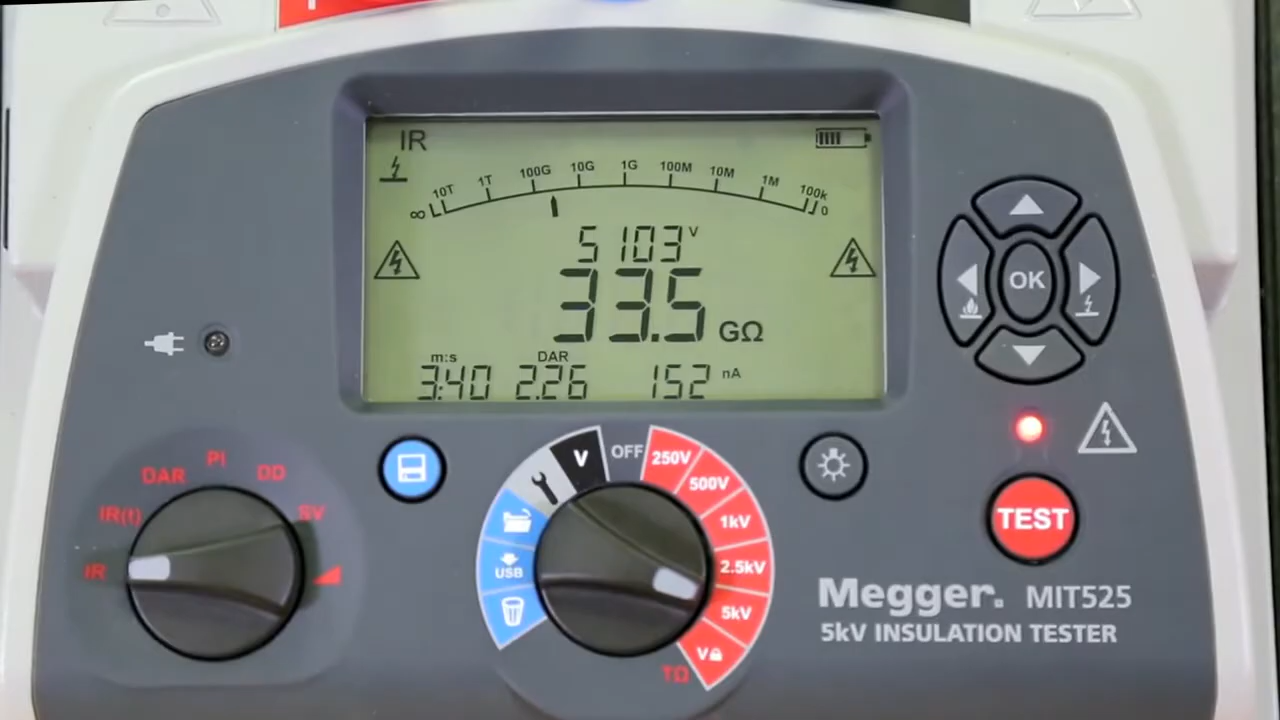 IR
10T 1T 100G 10G 1G 100M 10M 1M 100k
∞ 0
5103 V
33.5 GΩ
m:s DAR
3:40 2.26 152 nA
OK
IR
IR(t)
DAR
PI
DD
SV
V
OFF
250V
500V
1kV
2.5kV
5kV
V
TΩ
USB
TEST
Megger. MIT525
5kV INSULATION TESTER